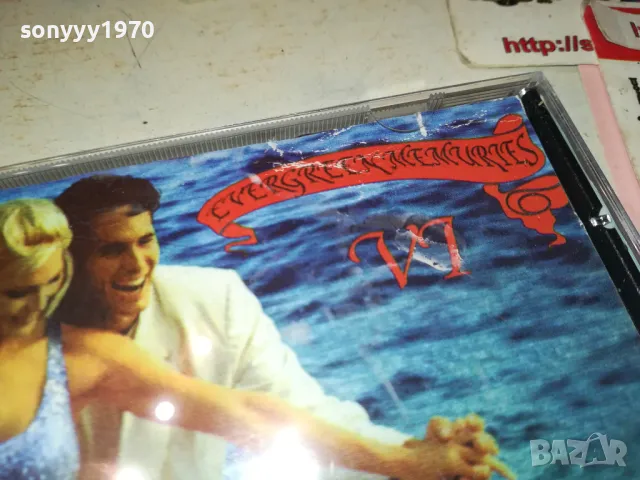 sonyyy1970
http://s
EVERGREEN MEMORIES
VI
BAZAR